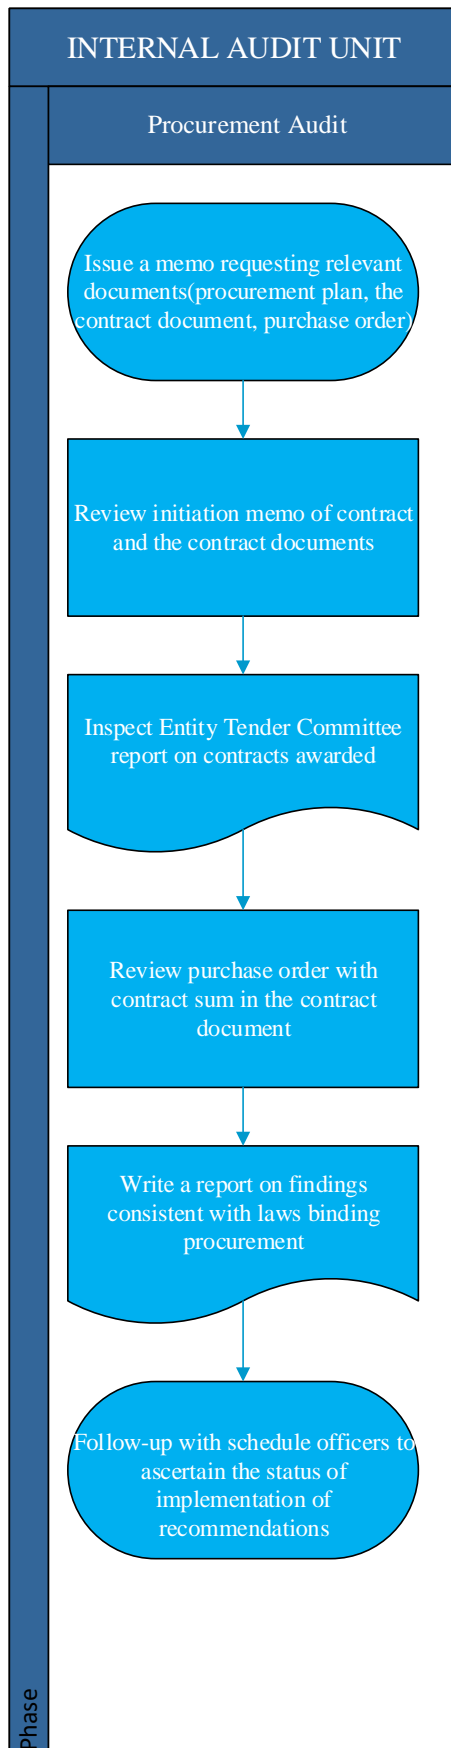 INTERNAL AUDIT UNIT
Procurement Audit
Issue a memo requesting relevant
documents(procurement plan, the
contract document, purchase order)
Review initiation memo of contract
and the contract documents
Inspect Entity Tender Committee
report on contracts awarded
Review purchase order with
contract sum in the contract
document
Write a report on findings
consistent with laws binding
procurement
Follow-up with schedule officers to
ascertain the status of
implementation of
recommendations
Phase